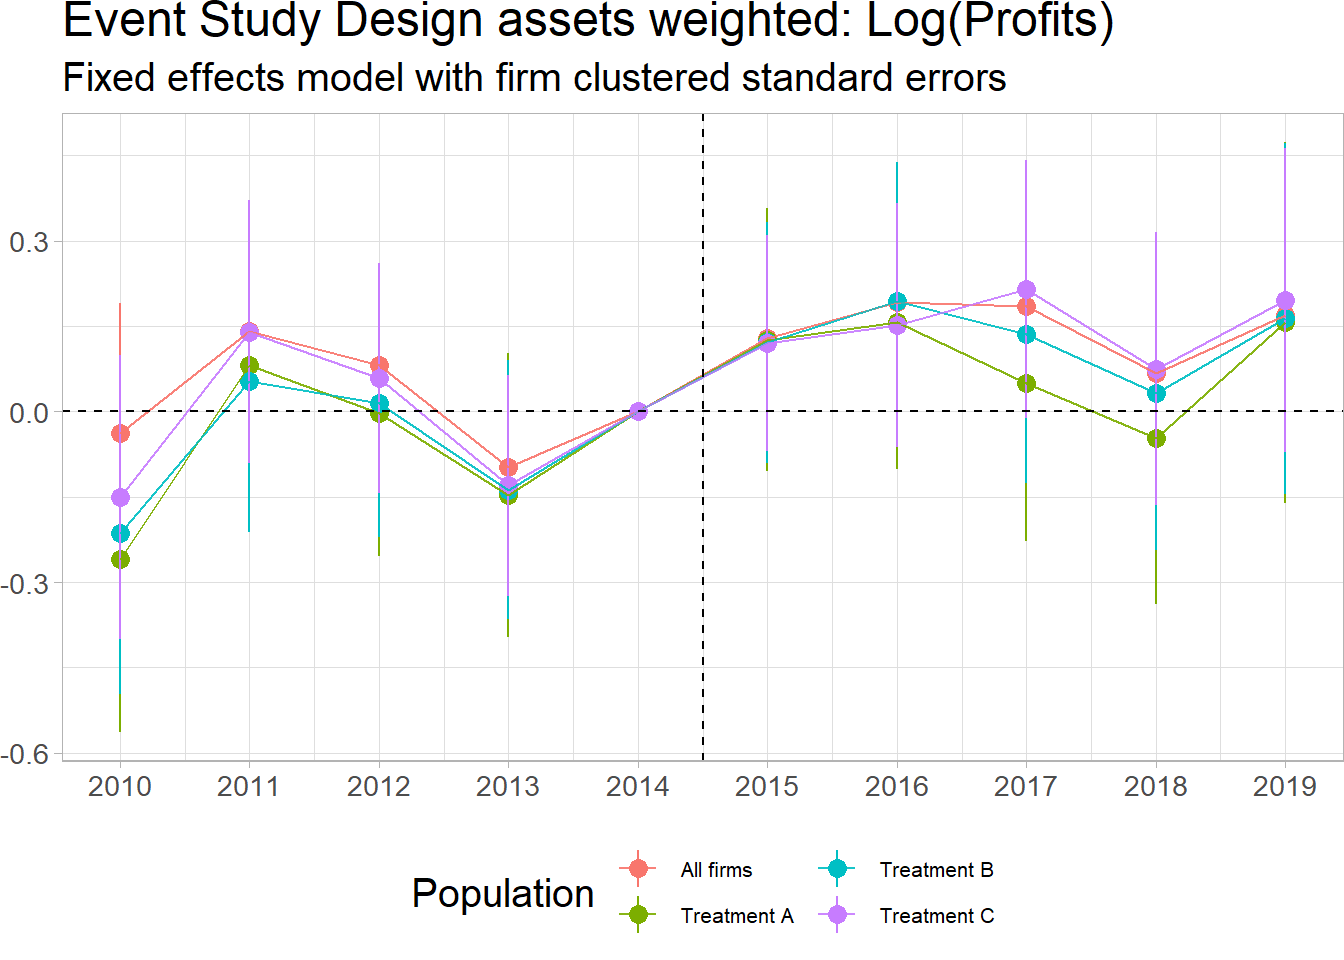 Event Study Design assets weighted: Log(Profits)
Fixed effects model with firm clustered standard errors
0.3
0.0
-0.3
-0.6
2010 2011 2012 2013 2014 2015 2016 2017 2018 2019
Population
All firms
Treatment A
Treatment B
Treatment C